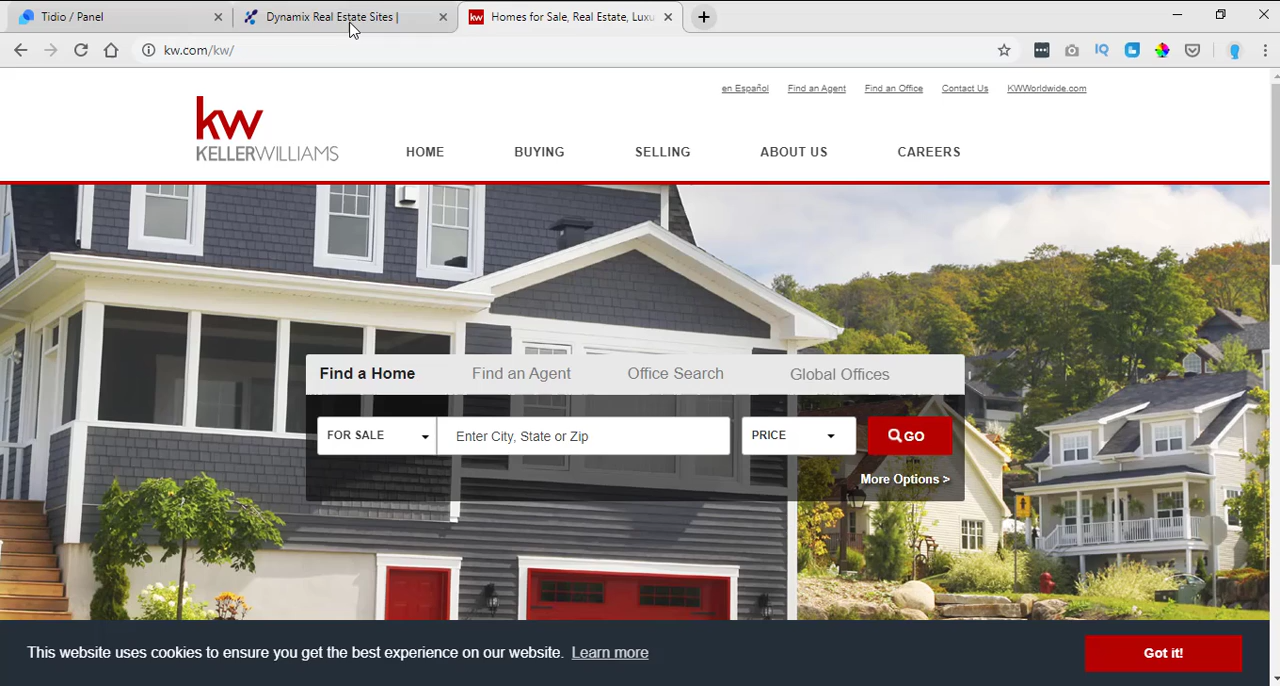 Tidio / Panel
Dynamix Real Estate Sites |
kw
Homes for Sale, Real Estate, Luxu
kw.com/kw/
IQ
en Español
Find an Agent
Find an Office
Contact Us
KWWorldwide.com
kw
KELLERWILLIAMS
HOME
BUYING
SELLING
ABOUT US
CAREERS
Find a Home
Find an Agent
Office Search
Global Offices
FOR SALE
Enter City, State or Zip
PRICE
GO
More Options >
This website uses cookies to ensure you get the best experience on our website. Learn more
Got it!